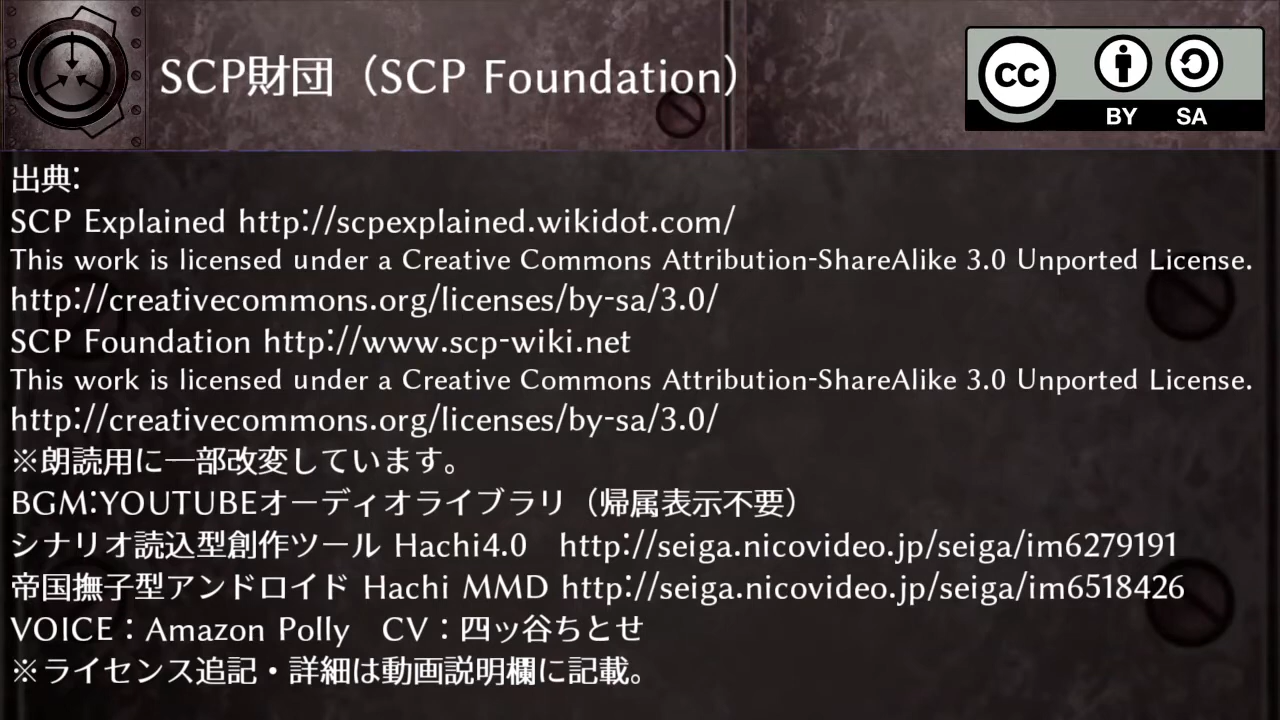 SCP財団（SCP Foundation）
cc
BY SA
出典:
SCP Explained http://scpexplained.wikidot.com/
This work is licensed under a Creative Commons Attribution-ShareAlike 3.0 Unported License.
http://creativecommons.org/licenses/by-sa/3.0/
SCP Foundation http://www.scp-wiki.net
This work is licensed under a Creative Commons Attribution-ShareAlike 3.0 Unported License.
http://creativecommons.org/licenses/by-sa/3.0/
※朗読用に一部改変しています。
BGM:YOUTUBEオーディオライブラリ（帰属表示不要）
シナリオ読込型創作ツール Hachi4.0　http://seiga.nicovideo.jp/seiga/im6279191
帝国撫子型アンドロイド Hachi MMD http://seiga.nicovideo.jp/seiga/im6518426
VOICE：Amazon Polly　CV：四ッ谷ちとせ
※ライセンス追記・詳細は動画説明欄に記載。